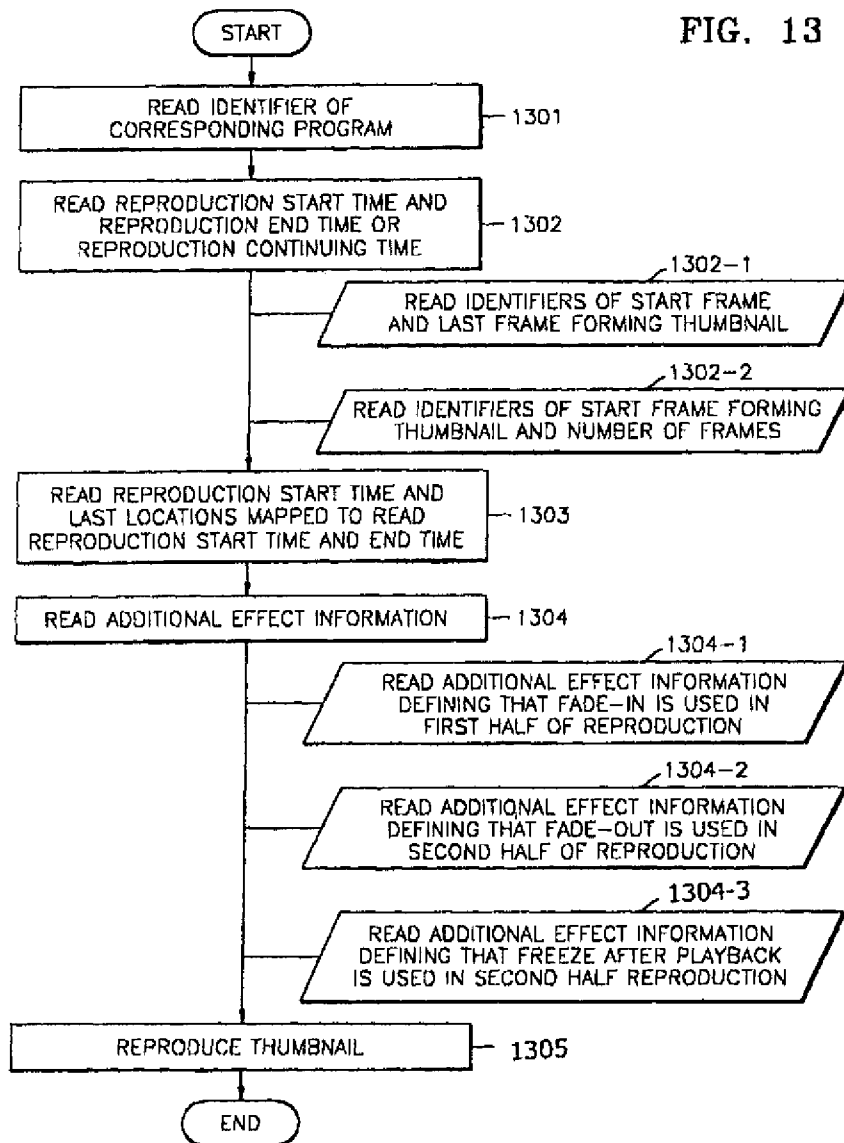 FIG. 13
START
READ IDENTIFIER OF
CORRESPONDING PROGRAM
1301
READ REPRODUCTION START TIME AND
REPRODUCTION END TIME OR
REPRODUCTION CONTINUING TIME
1302
1302-1
READ IDENTIFIERS OF START FRAME
AND LAST FRAME FORMING THUMBNAIL
1302-2
READ IDENTIFIERS OF START FRAME FORMING
THUMBNAIL AND NUMBER OF FRAMES
READ REPRODUCTION START TIME AND
LAST LOCATIONS MAPPED TO READ
REPRODUCTION START TIME AND END TIME
1303
READ ADDITIONAL EFFECT INFORMATION
1304
1304-1
READ ADDITIONAL EFFECT INFORMATION
DEFINING THAT FADE-IN IS USED IN
FIRST HALF OF REPRODUCTION
1304-2
READ ADDITIONAL EFFECT INFORMATION
DEFINING THAT FADE-OUT IS USED IN
SECOND HALF OF REPRODUCTION
1304-3
READ ADDITIONAL EFFECT INFORMATION
DEFINING THAT FREEZE AFTER PLAYBACK
IS USED IN SECOND HALF REPRODUCTION
REPRODUCE THUMBNAIL
1305
END